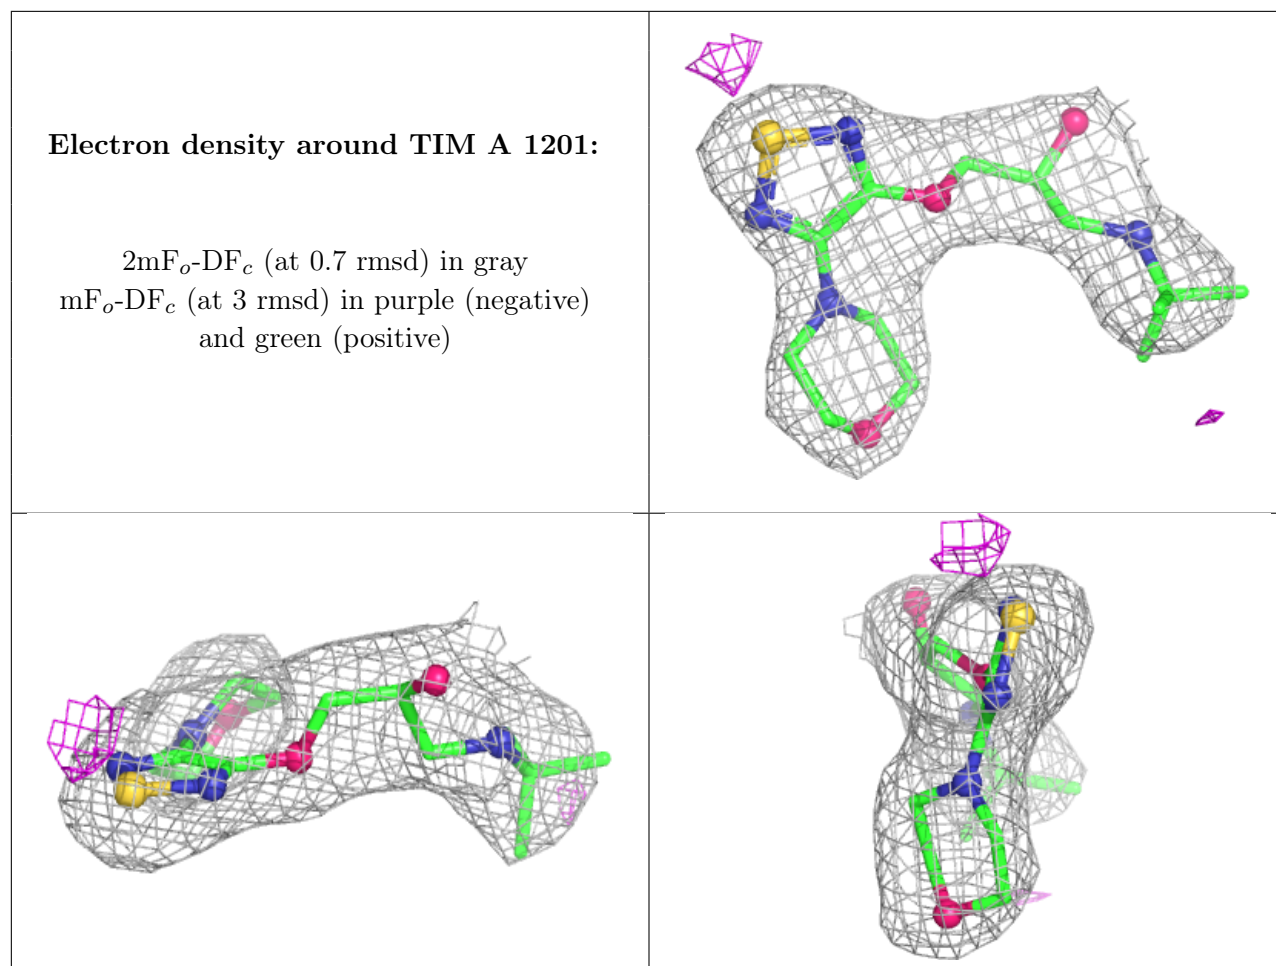 Electron density around TIM A 1201:
2mFo-DFc (at 0.7 rmsd) in gray
mFo-DFc (at 3 rmsd) in purple (negative)
and green (positive)